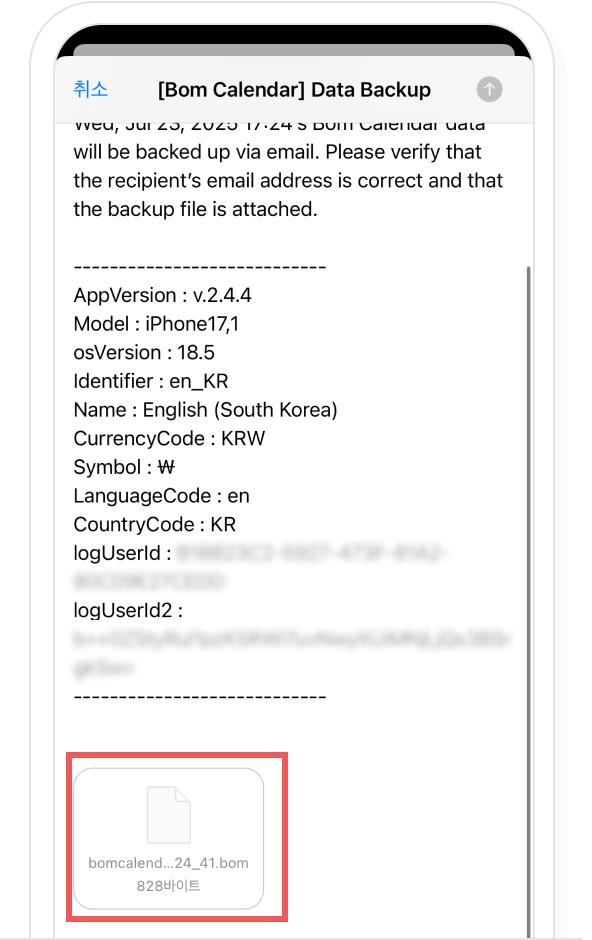 취소
[Bom Calendar] Data Backup
Wed, Jul 23, 2025 17:24's Bom Calendar data
will be backed up via email. Please verify that
the recipient’s email address is correct and that
the backup file is attached.
----------------------------
AppVersion : v.2.4.4
Model : iPhone17,1
osVersion : 18.5
Identifier : en_KR
Name : English (South Korea)
CurrencyCode : KRW
Symbol : ₩
LanguageCode : en
CountryCode : KR
logUserId :
logUserId2 :
----------------------------
bomcalend...24_41.bom
828바이트